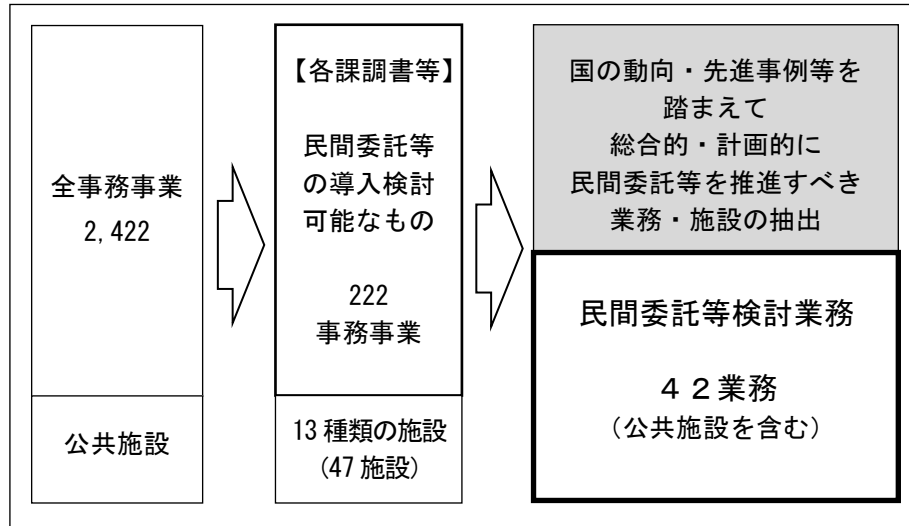 全事務事業
2,422
公共施設
【各課調書等】
民間委託等
の導入検討
可能なもの
222
事務事業
13種類の施設
(47施設)
国の動向・先進事例等を
踏まえて
総合的・計画的に
民間委託等を推進すべき
業務・施設の抽出
民間委託等検討業務
４２業務
（公共施設を含む）